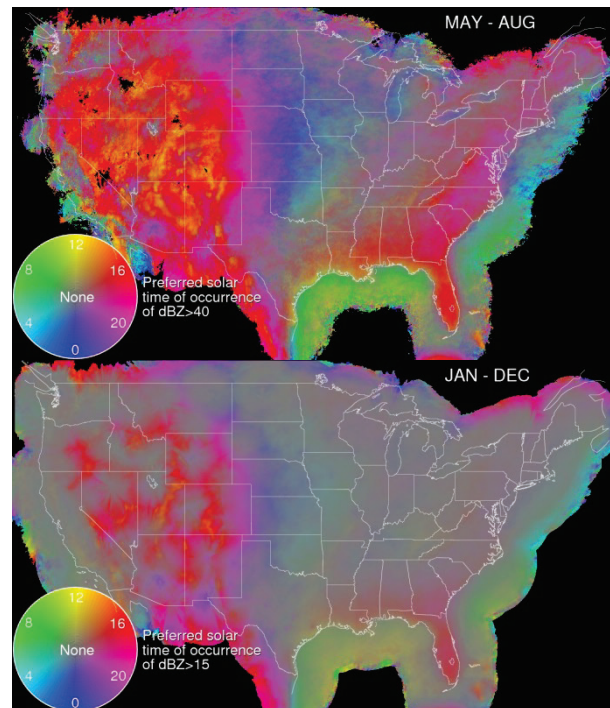 MAY - AUG
12
8
16
None
4
20
0
Preferred solar
time of occurrence
of dBZ>40
JAN - DEC
12
8
16
None
4
20
0
Preferred solar
time of occurrence
of dBZ>15